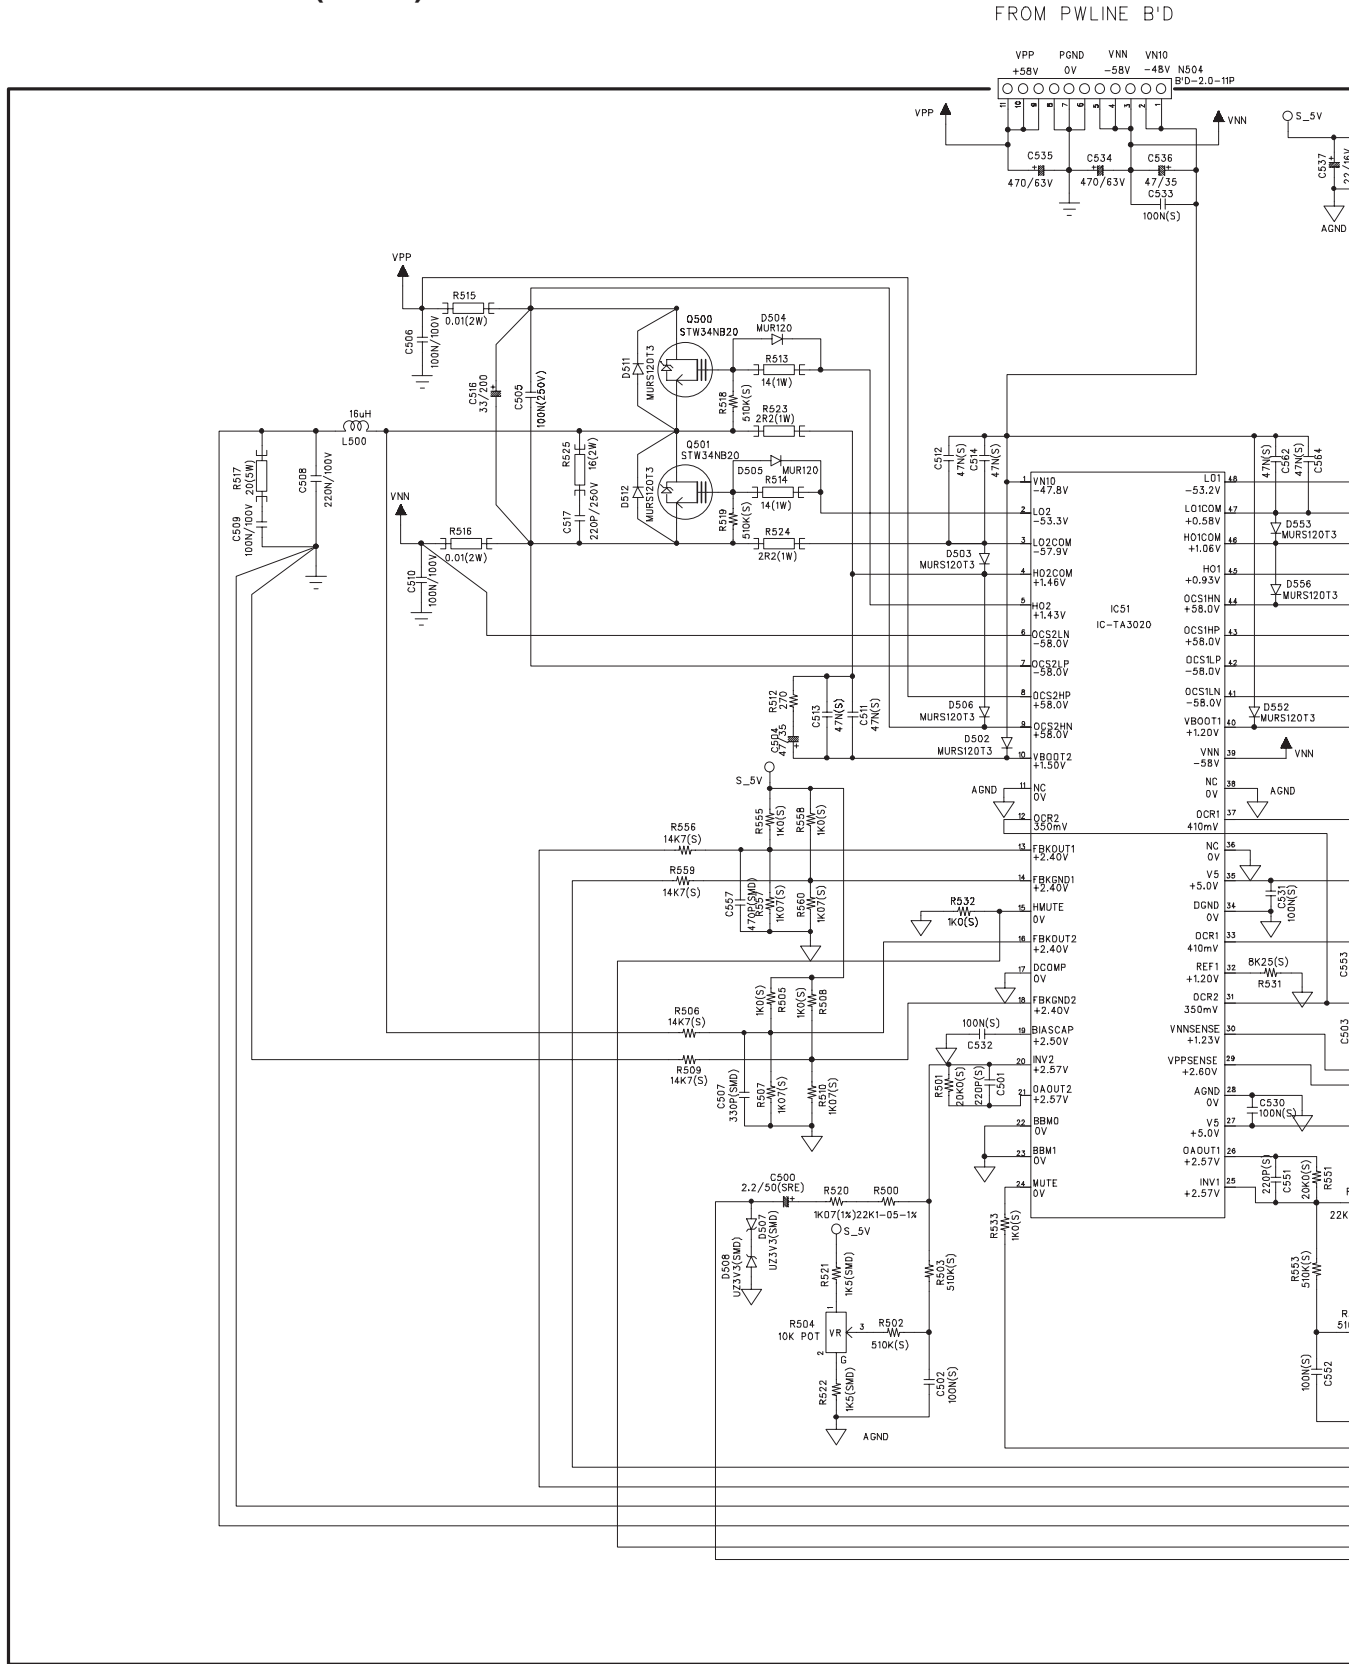 FROM PWLINE B'D
VPP PGND VNN VN10
+58V 0V -58V -48V N504
B'D-2.0-11P
11 10 9 8 7 6 5 4 3 2 1
VPP
VNN
S_5V
C535
470/63V
C534
470/63V
C536
47/35
C533
100N(S)
C537
22/16V
AGND
VPP
R515
0.01(2W)
C506
100N/100V
C516
33/200
C505
100N(250V)
Q500
STW34NB20
D511
MURS120T3
D504
MUR120
R513
14(1W)
R518
510K(S)
R523
2R2(1W)
16uH
L500
R517
20(5W)
C508
220N/100V
C509
100N/100V
VNN
R516
0.01(2W)
C510
100N/100V
R525
16(2W)
C517
220P/250V
Q501
STW34NB20
D512
MURS120T3
D505 MUR120
R514
14(1W)
R519
510K(S)
R524
2R2(1W)
C512
47N(S)
C514
47N(S)
47N(S)
C562
47N(S)
C564
D503
MURS120T3
D553
MURS120T3
D556
MURS120T3
IC51
IC-TA3020
1 VN10
-47.8V
2 LO2
-53.3V
3 LO2COM
-57.9V
4 HO2COM
+1.46V
5 HO2
+1.43V
6 OCS2LN
-58.0V
7 OCS2LP
-58.0V
8 OCS2HP
+58.0V
9 OCS2HN
+58.0V
10 VBOOT2
+1.50V
11 NC
0V
12 OCR2
350mV
13 FBKOUT1
+2.40V
14 FBKGND1
+2.40V
15 HMUTE
0V
16 FBKOUT2
+2.40V
17 DCOMP
0V
18 FBKGND2
+2.40V
19 BIASCAP
+2.50V
20 INV2
+2.57V
21 OAOUT2
+2.57V
22 BBM0
0V
23 BBM1
0V
24 MUTE
0V
LO1 48
-53.2V
LO1COM 47
+0.58V
HO1COM 46
+1.06V
HO1 45
+0.93V
OCS1HN 44
+58.0V
OCS1HP 43
+58.0V
OCS1LP 42
-58.0V
OCS1LN 41
-58.0V
VBOOT1 40
+1.20V
VNN 39
-58V
NC 38
0V
OCR1 37
410mV
NC 36
0V
V5 35
+5.0V
DGND 34
0V
OCR1 33
410mV
REF1 32
+1.20V
OCR2 31
350mV
VNNSENSE 30
+1.23V
VPPSENSE 29
+2.60V
AGND 28
0V
V5 27
+5.0V
OAOUT1 26
+2.57V
INV1 25
+2.57V
R512
270
C504
47/35
C513
47N(S)
C511
47N(S)
D506
MURS120T3
D502
MURS120T3
D552
MURS120T3
VNN
AGND
AGND
S_5V
R555
1K0(S)
R558
1K0(S)
R556
14K7(S)
R559
14K7(S)
C557
470P(SMD)
R557
1K07(S)
R560
1K07(S)
R532
1K0(S)
C531
100N(S)
8K25(S)
R531
C553
C503
1K0(S)
R505
1K0(S)
R508
R506
14K7(S)
R509
14K7(S)
C507
330P(SMD)
R507
1K07(S)
R510
1K07(S)
100N(S)
C532
R501
20K0(S)
220P(S)
C501
C530
100N(S)
220P(S)
C551
20K0(S)
R551
22K
C500
2.2/50(SRE)
R520
1K07(1%)
R500
22K1-05-1%
D507
UZ3V3(SMD)
D508
UZ3V3(SMD)
S_5V
R521
1K5(SMD)
R503
510K(S)
R504
10K POT
VR
1
2
3
G
R502
510K(S)
R522
1K5(SMD)
C502
100N(S)
AGND
R533
1K0(S)
R553
510K(S)
R
51
100N(S)
C552